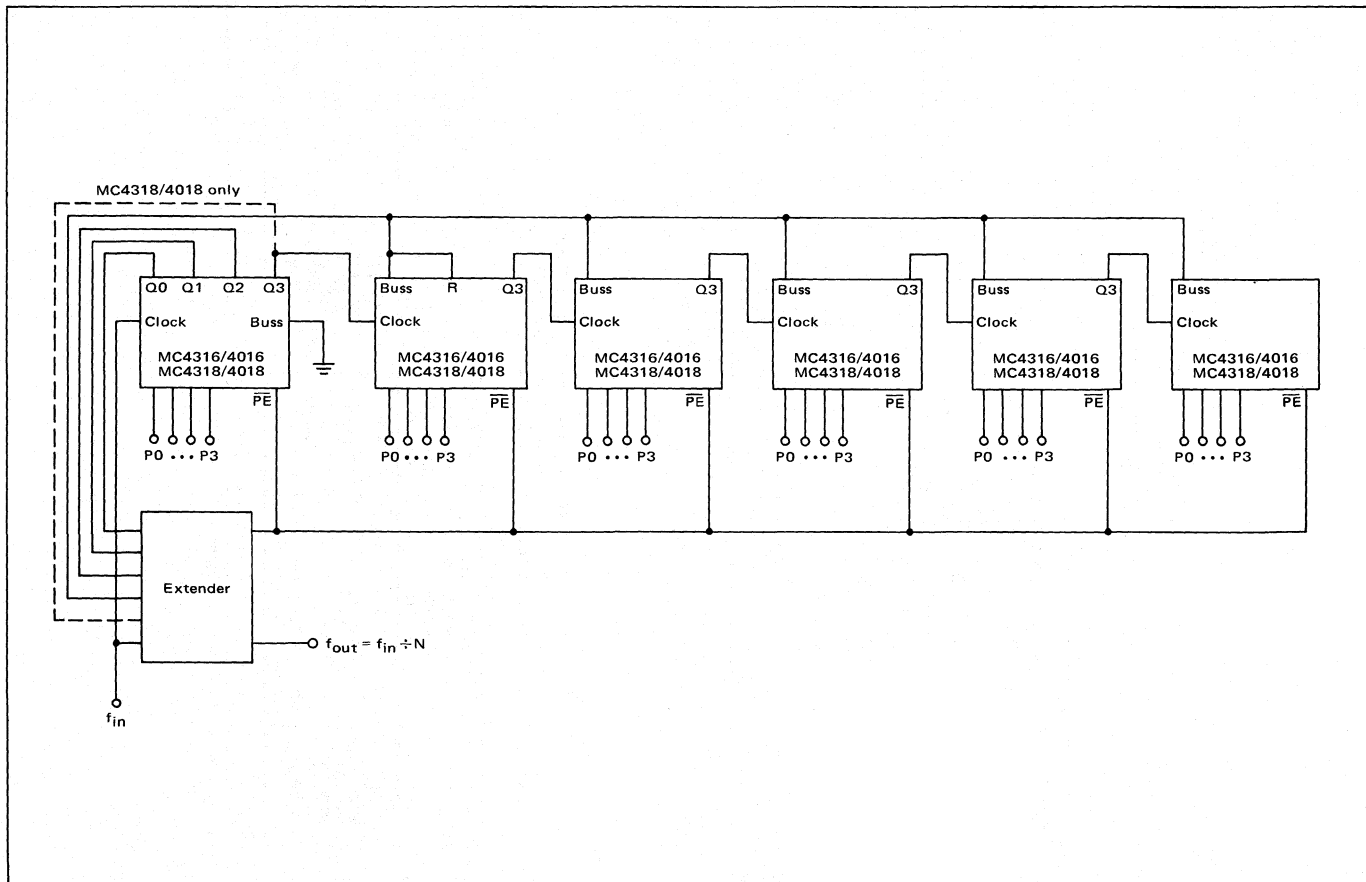 MC4318/4018 only
Q0 Q1 Q2 Q3
Clock Buss
MC4316/4016
MC4318/4018
PE
P0 ... P3
Buss R Q3
Clock
MC4316/4016
MC4318/4018
PE
P0 ... P3
Buss Q3
Clock
MC4316/4016
MC4318/4018
PE
P0 ... P3
Buss Q3
Clock
MC4316/4016
MC4318/4018
PE
P0 ... P3
Buss Q3
Clock
MC4316/4016
MC4318/4018
PE
P0 ... P3
Buss
Clock
MC4316/4016
MC4318/4018
PE
P0 ... P3
Extender
fout = fin ÷ N
fin